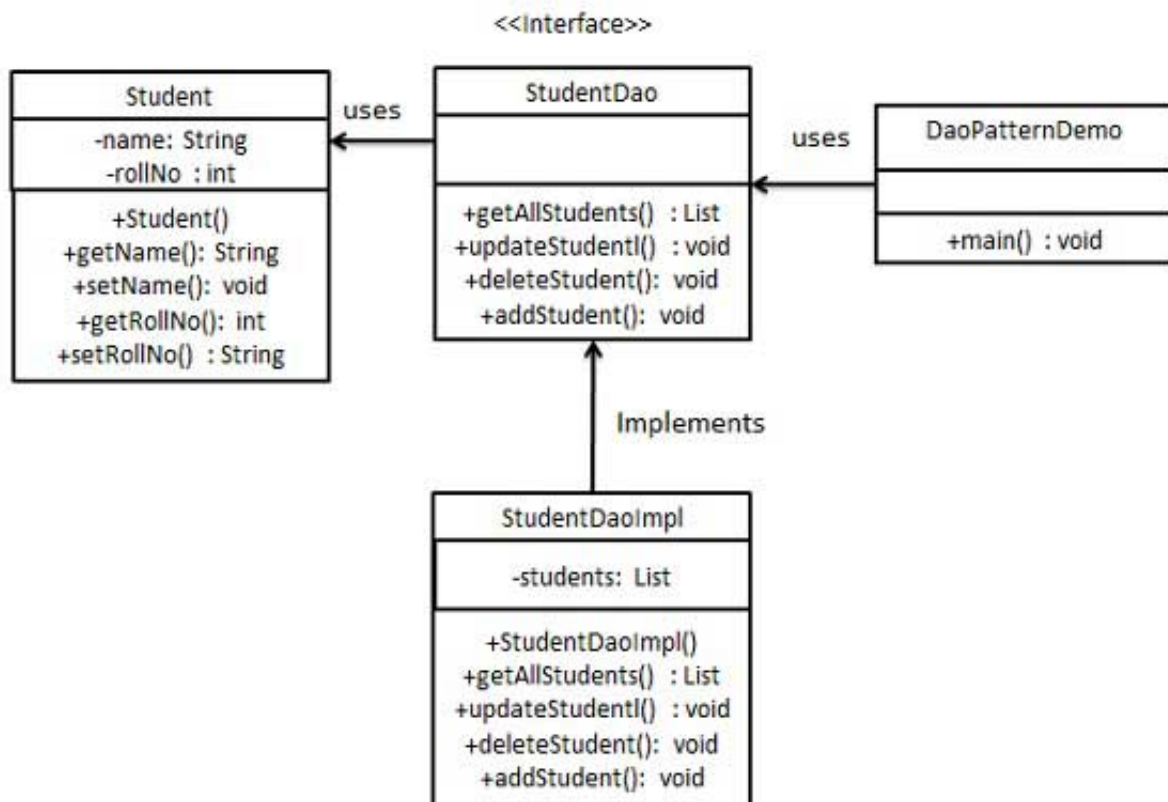 <<Interface>>
Student
-name: String
-rollNo : int
+Student()
+getName(): String
+setName(): void
+getRollNo(): int
+setRollNo() : String
uses
StudentDao
+getAllStudents() : List
+updateStudentl() : void
+deleteStudent(): void
+addStudent(): void
uses
DaoPatternDemo
+main() : void
Implements
StudentDaoImpl
-students: List
+StudentDaoImpl()
+getAllStudents() : List
+updateStudentl() : void
+deleteStudent(): void
+addStudent(): void